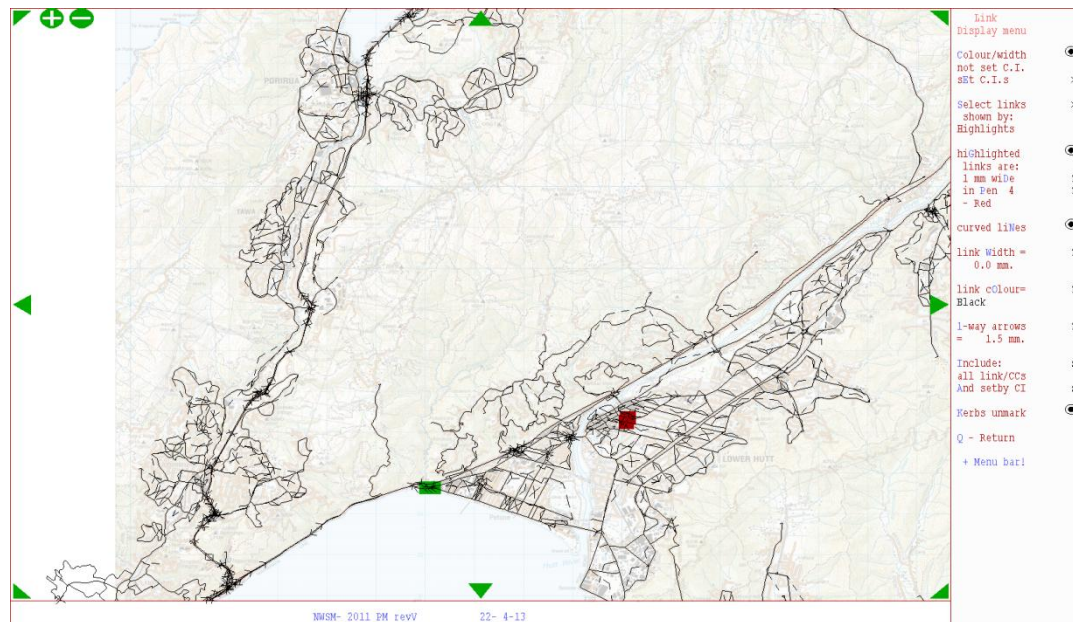 Link
Display menu
Colour/width
not set C.I.
sEt C.I.s
Select links
shown by:
Highlights
hiGhlighted
links are:
1 mm wiDe
in Pen 4
- Red
curved liNes
link Width =
0.0 mm.
link cOlour=
Black
1-way arrows
= 1.5 mm.
Include:
all link/CCs
And setby CI
Kerbs unmark
Q - Return
+ Menu bar!
PORIRUA
TAWA
LOWER HUTT
NWSM- 2011 PM revV 22- 4-13